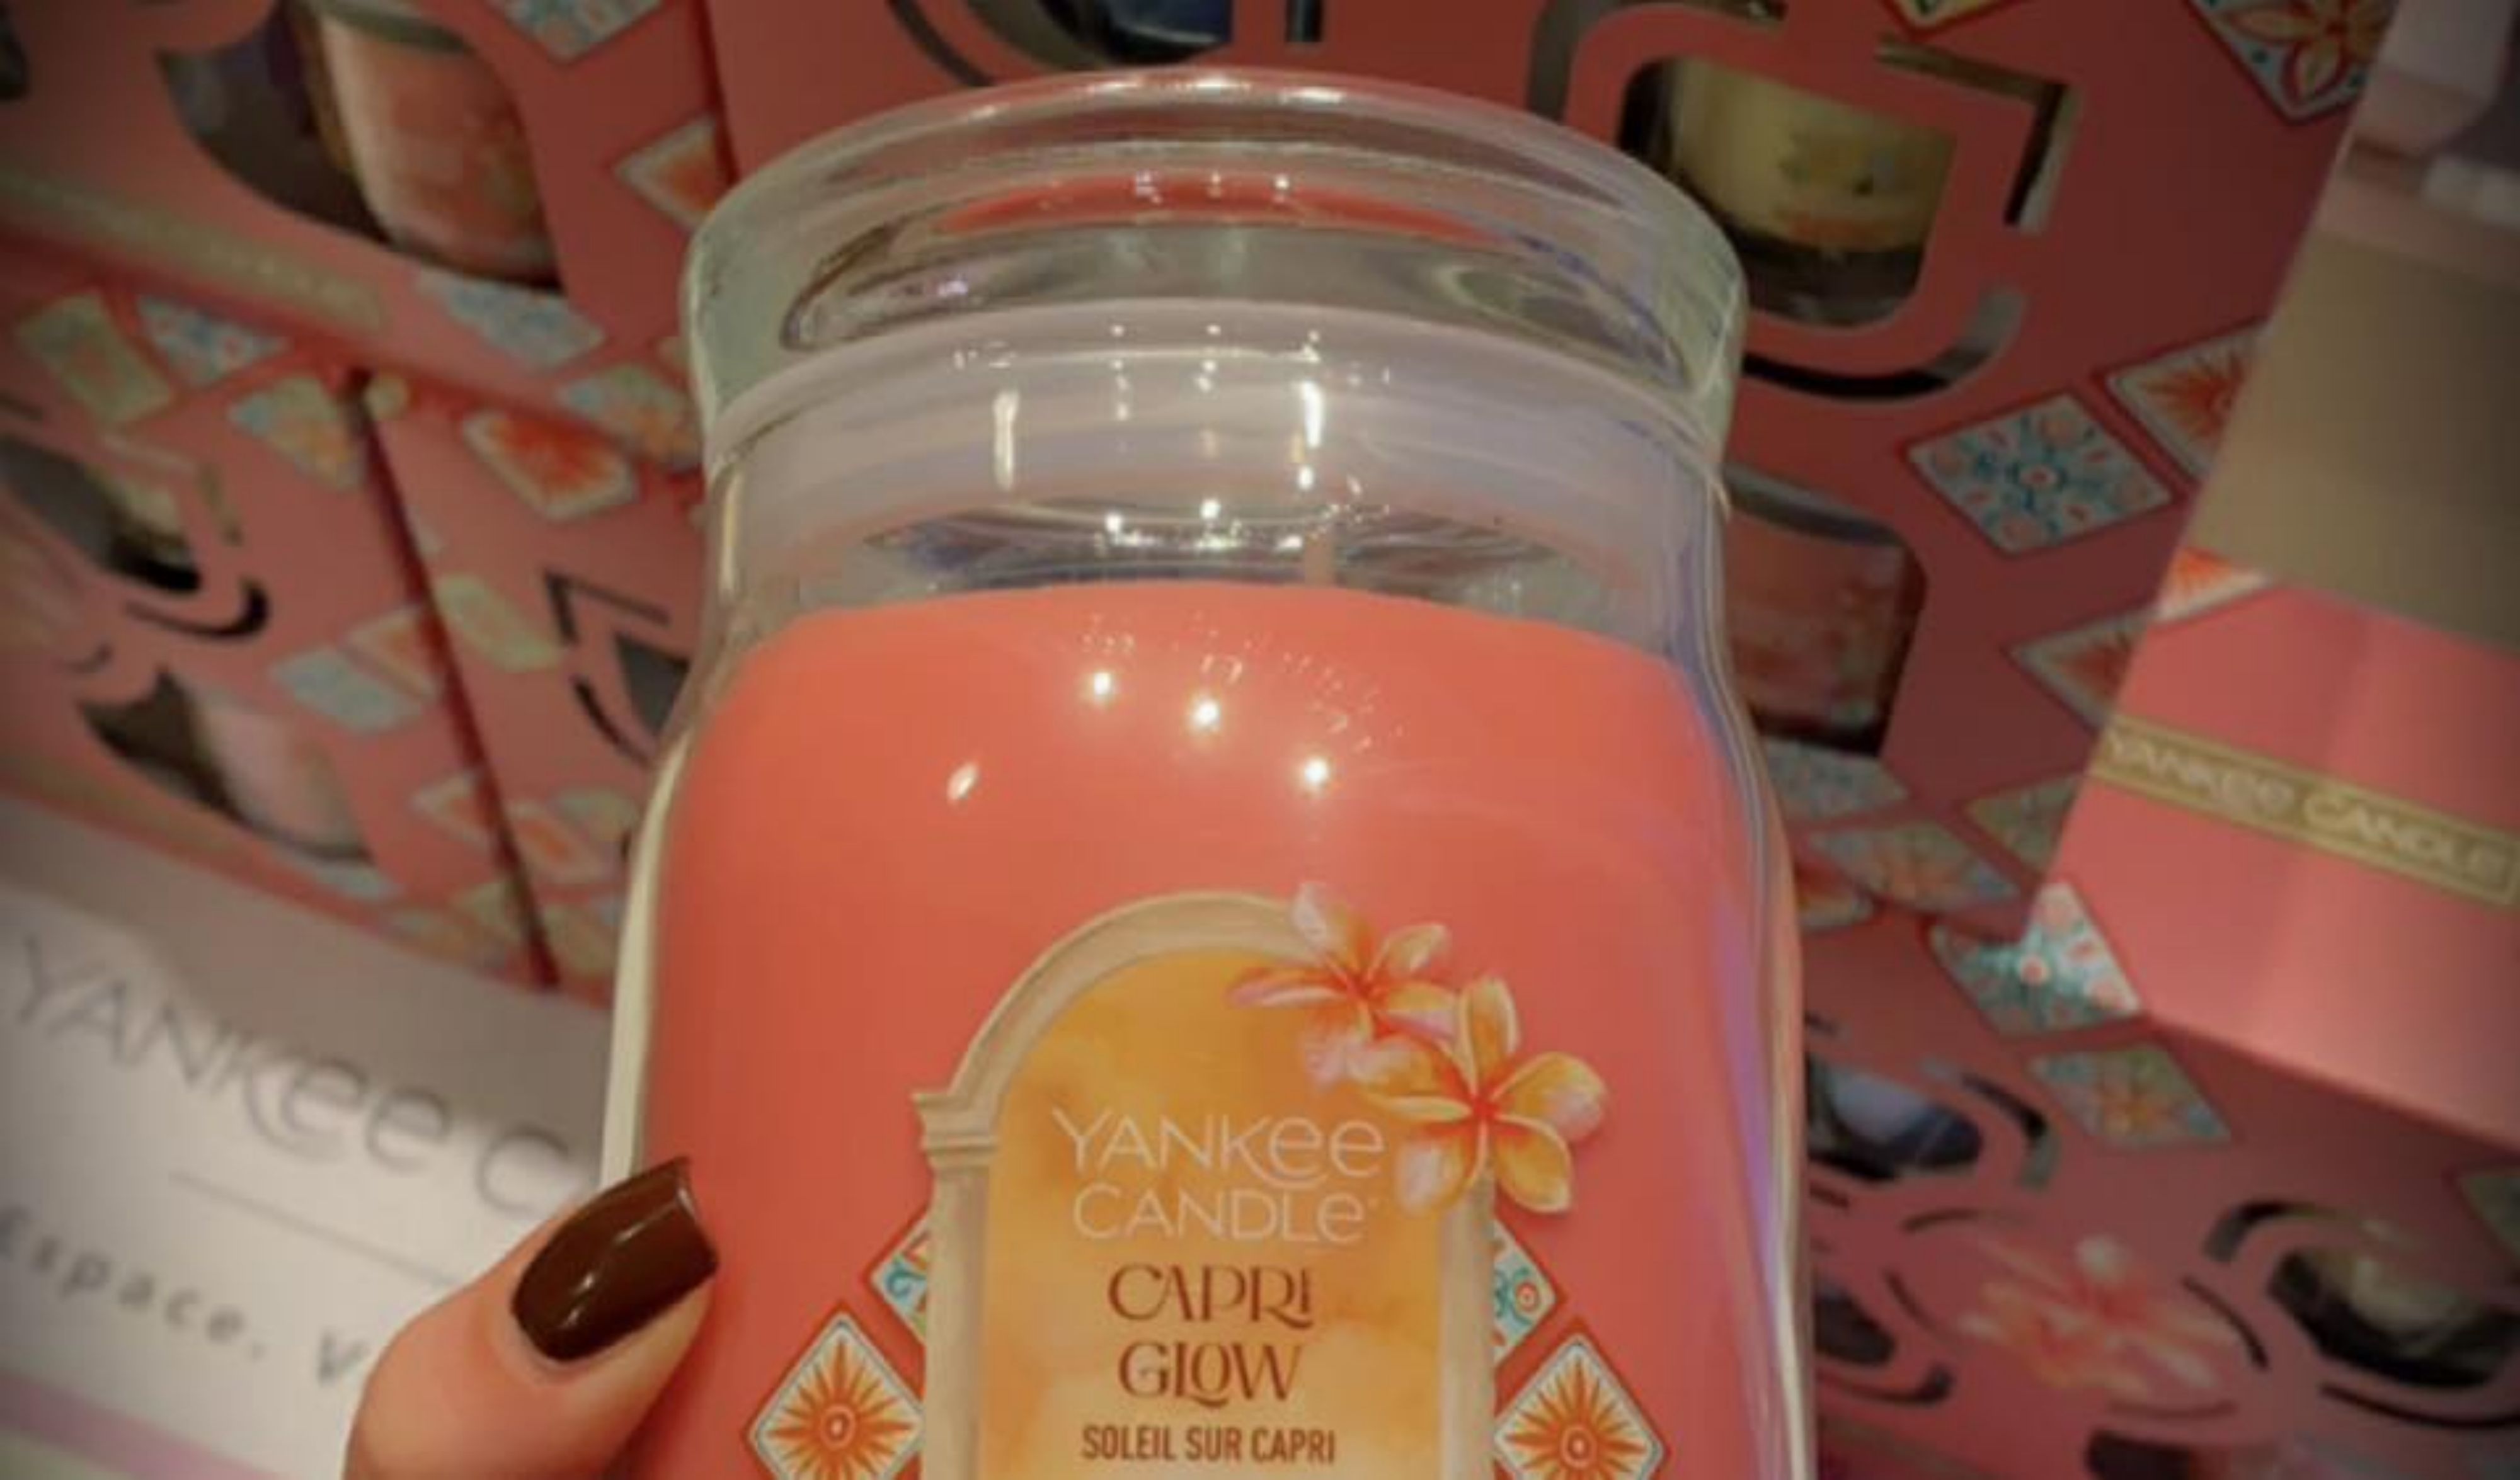 YANKee CANDLE
YANKee C
espace. V
YANKee
CANDLe
CAPRI
GLOW
SOLEIL SUR CAPRI